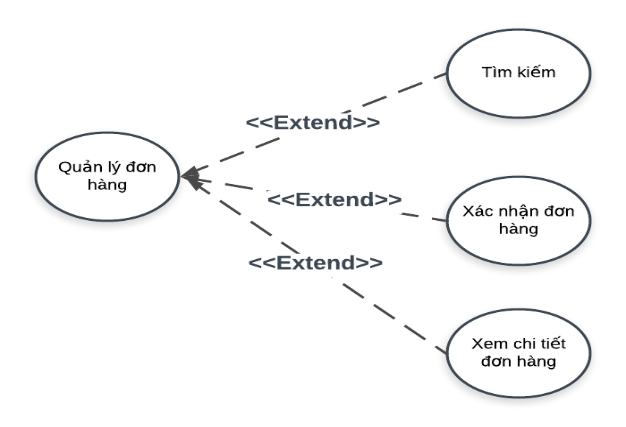 Tìm kiếm
<<Extend>>
Quản lý đơn
hàng
<<Extend>>
Xác nhận đơn
hàng
<<Extend>>
Xem chi tiết
đơn hàng